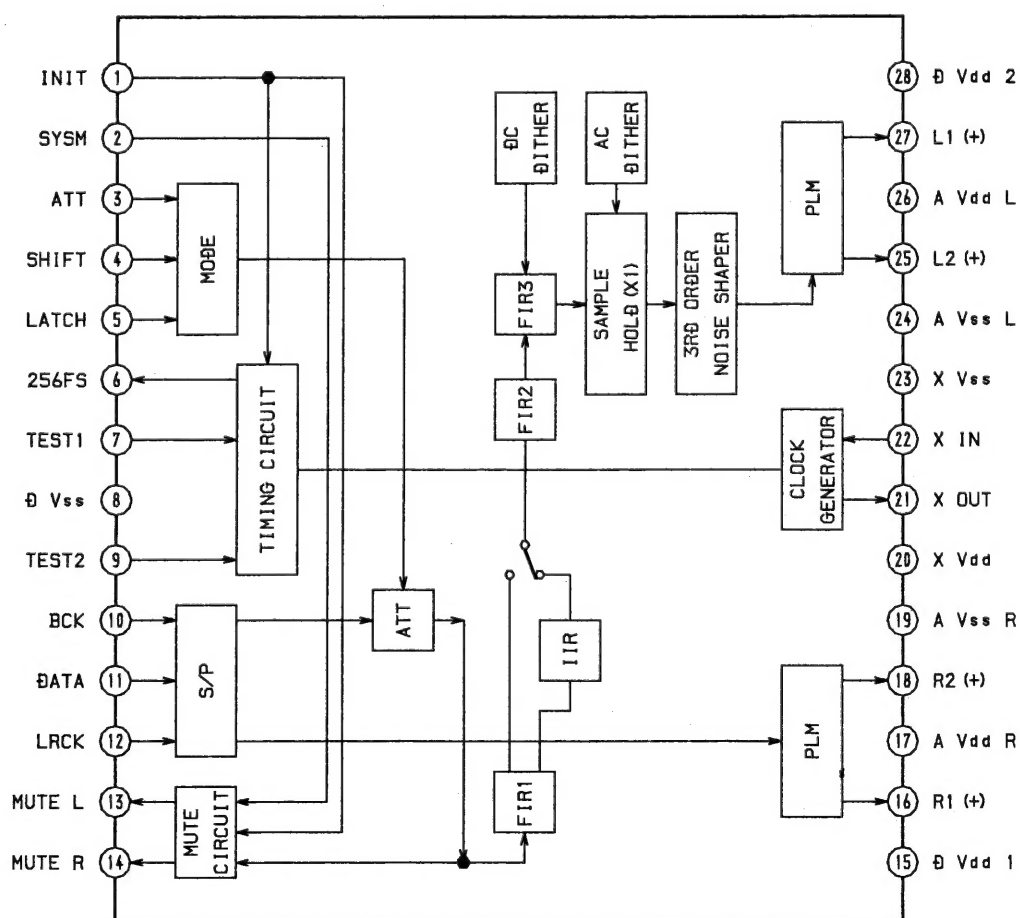 INIT 1
SYSM 2
ATT 3
SHIFT 4
LATCH 5
256FS 6
TEST1 7
Đ Vss 8
TEST2 9
BCK 10
ĐATA 11
LRCK 12
MUTE L 13
MUTE R 14
MODE
TIMING CIRCUIT
S/P
MUTE
CIRCUIT
ATT
ĐC
ĐITHER
AC
ĐITHER
FIR3
SAMPLE
HOLD (X1)
3RD ORDER
NOISE SHAPER
FIR2
IIR
FIR1
PLM
CLOCK
GENERATOR
PLM
28 Đ Vdd 2
27 L1 (+)
26 A Vdd L
25 L2 (+)
24 A Vss L
23 X Vss
22 X IN
21 X OUT
20 X Vdd
19 A Vss R
18 R2 (+)
17 A Vdd R
16 R1 (+)
15 Đ Vdd 1